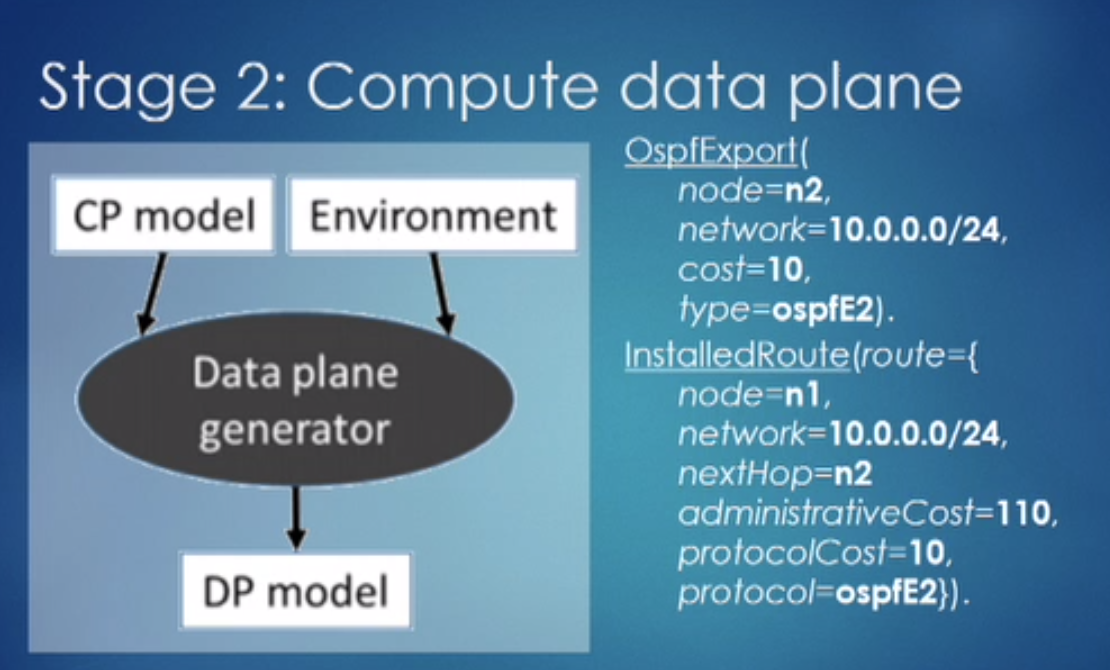 Stage 2: Compute data plane
CP model
Environment
Data plane
generator
DP model
OspfExport(
node=n2,
network=10.0.0.0/24,
cost=10,
type=ospfE2).
InstalledRoute(route={
node=n1,
network=10.0.0.0/24,
nextHop=n2
administrativeCost=110,
protocolCost=10,
protocol=ospfE2}).